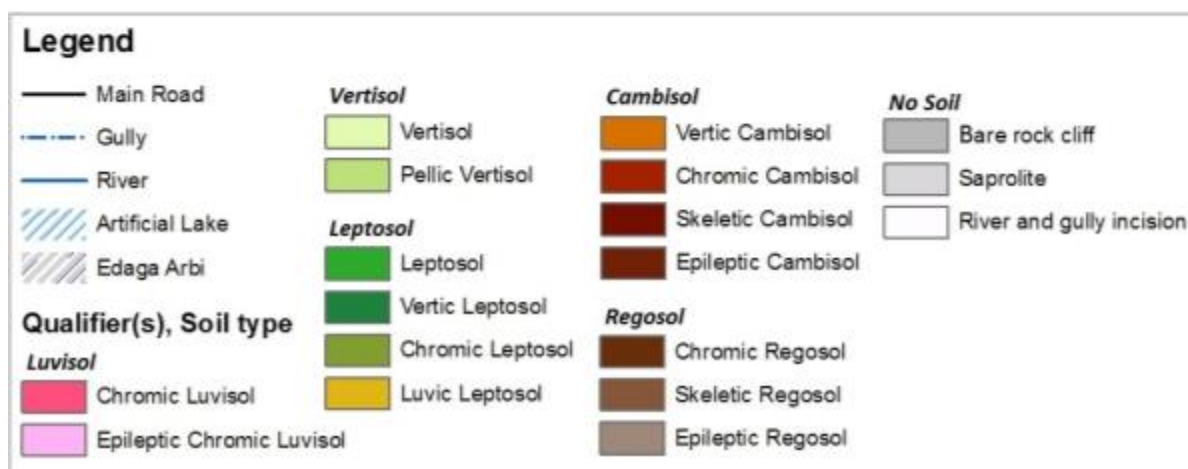 Legend
Main Road
Gully
River
Artificial Lake
Edaga Arbi
Qualifier(s), Soil type
Luvisol
Chromic Luvisol
Epileptic Chromic Luvisol
Vertisol
Vertisol
Pellic Vertisol
Leptosol
Leptosol
Vertic Leptosol
Chromic Leptosol
Luvic Leptosol
Cambisol
Vertic Cambisol
Chromic Cambisol
Skeletic Cambisol
Epileptic Cambisol
Regosol
Chromic Regosol
Skeletic Regosol
Epileptic Regosol
No Soil
Bare rock cliff
Saprolite
River and gully incision